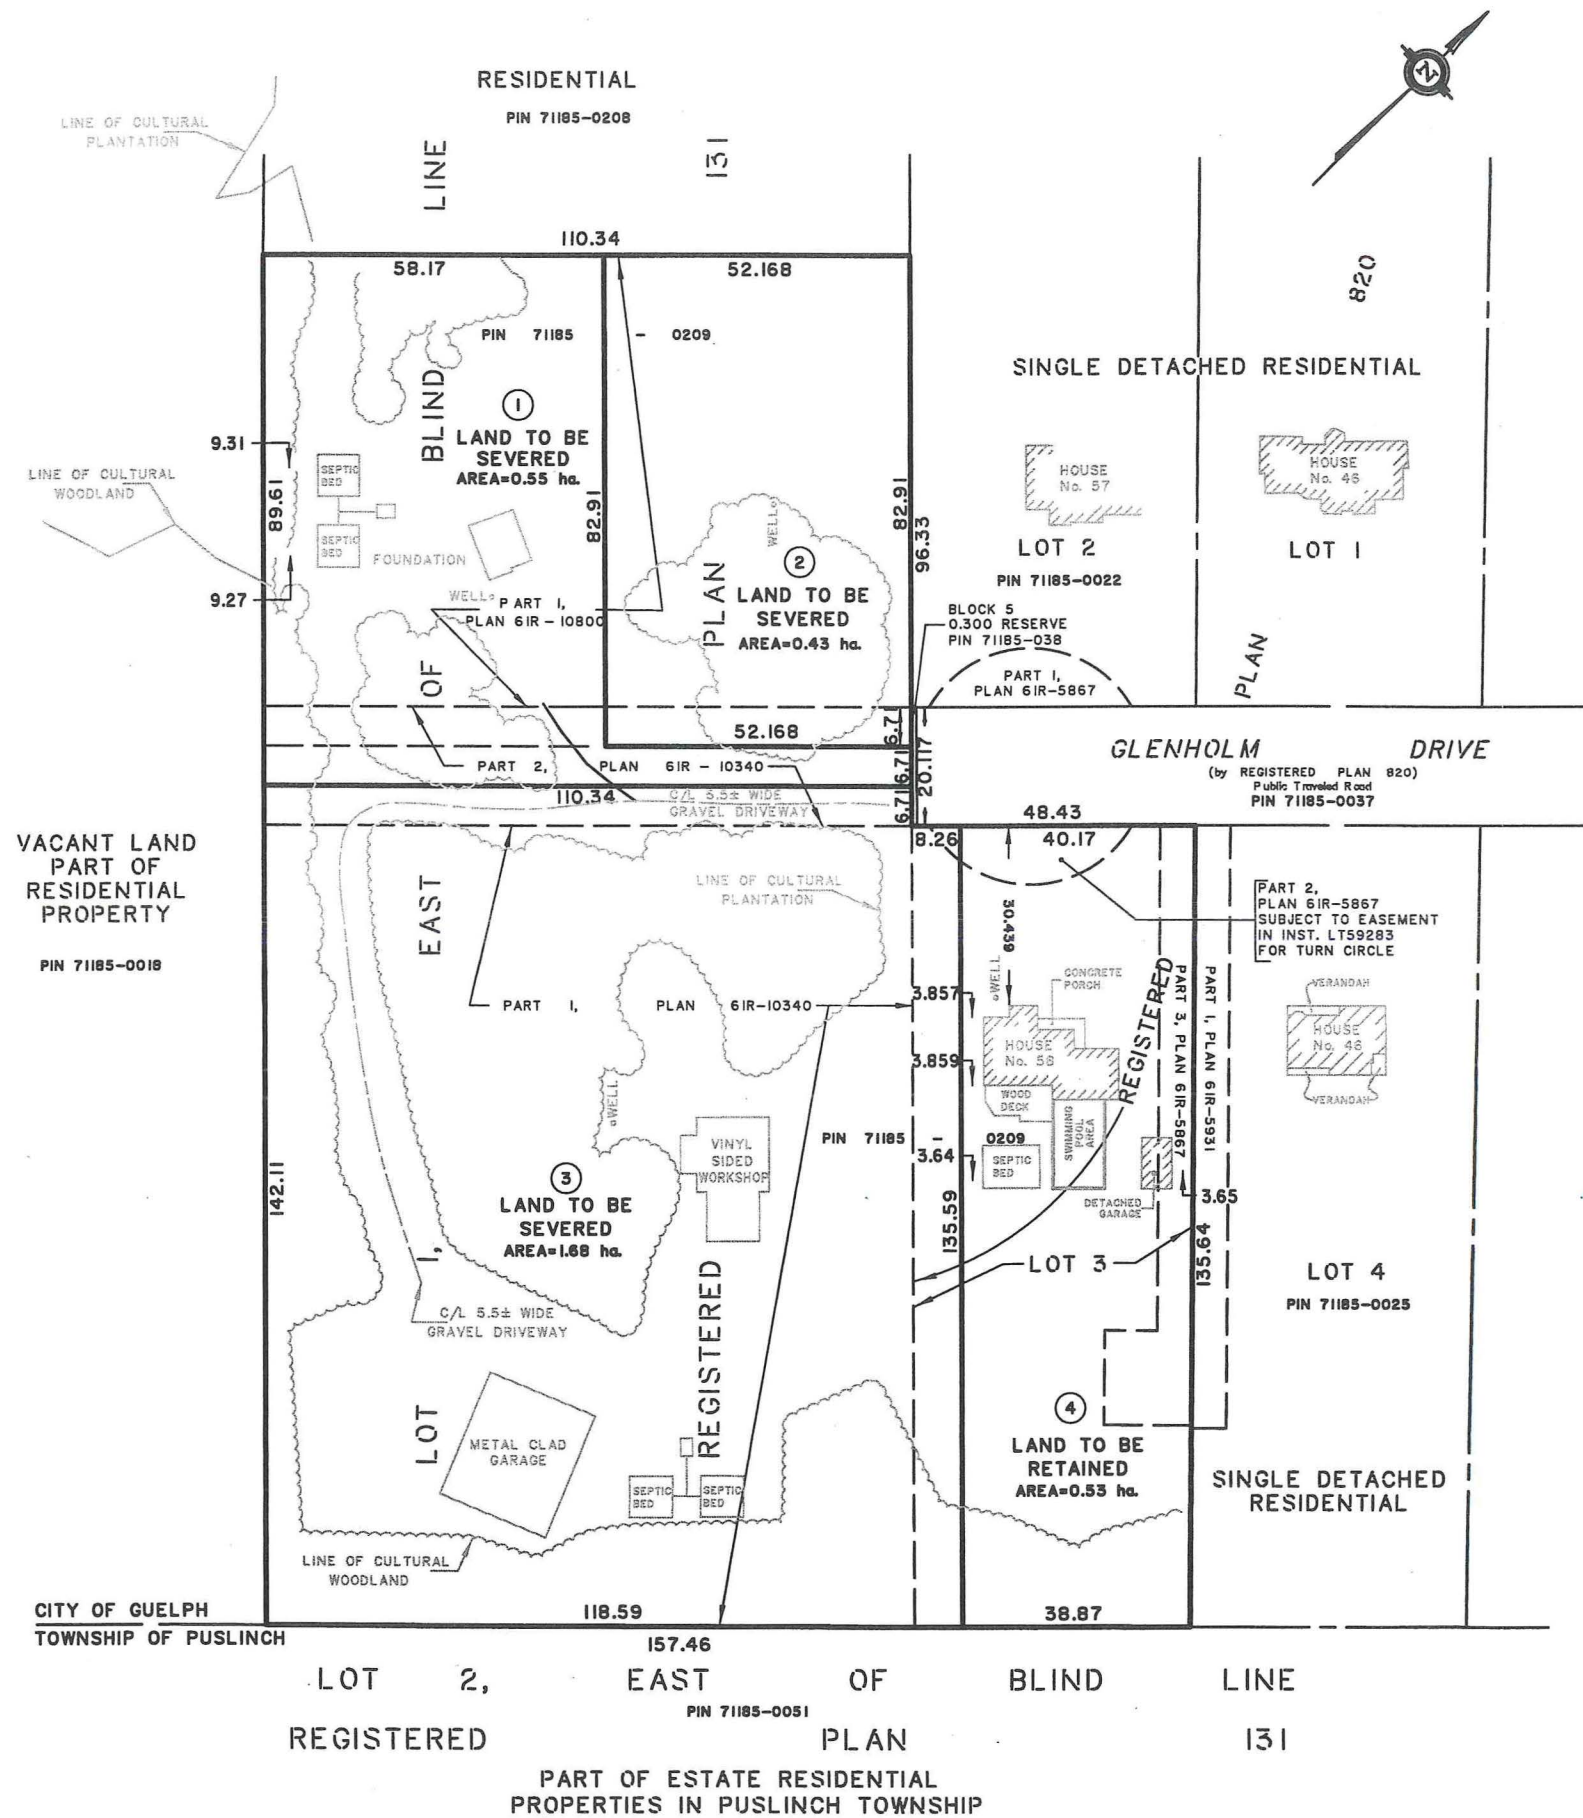 RESIDENTIAL
PIN 71185-0208
LINE OF CULTURAL
PLANTATION
LINE
131
N
110.34
58.17
52.168
820
PIN 71185 - 0209
SINGLE DETACHED RESIDENTIAL
BLIND
1
LAND TO BE
SEVERED
AREA=0.55 ha.
9.31
LINE OF CULTURAL
WOODLAND
89.61
SEPTIC
BED
SEPTIC
BED
FOUNDATION
82.91
82.91
96.33
WELL
2
LAND TO BE
SEVERED
AREA=0.43 ha.
PLAN
HOUSE
No. 57
LOT 2
PIN 71185-0022
HOUSE
No. 46
LOT 1
9.27
WELL
PART 1,
PLAN 61R-10800
BLOCK 5
0.300 RESERVE
PIN 71185-038
PART 1,
PLAN 61R-5867
PLAN
OF
52.168
6.71
6.71
6.71
20.117
GLENHOLM DRIVE
(by REGISTERED PLAN 820)
Public Traveled Road
PIN 71185-0037
PART 2, PLAN 61R - 10340
110.34
C/L 5.5± WIDE
GRAVEL DRIVEWAY
48.43
8.26
40.17
VACANT LAND
PART OF
RESIDENTIAL
PROPERTY
PIN 71185-0018
EAST
LINE OF CULTURAL
PLANTATION
30.439
PART 2,
PLAN 61R-5867
SUBJECT TO EASEMENT
IN INST. LT59283
FOR TURN CIRCLE
PART 1, PLAN 61R-10340
3.857
WELL
CONCRETE
PORCH
REGISTERED
PART 3, PLAN 61R-5867
PART 1, PLAN 61R-5931
VERANDAH
HOUSE
No. 48
VERANDAH
3.859
HOUSE
No. 58
WOOD
DECK
SWIMMING
POOL
AREA
WELL
VINYL
SIDED
WORKSHOP
PIN 71185 - 0209
3.64
SEPTIC
BED
DETACHED
GARAGE
3.65
142.11
3
LAND TO BE
SEVERED
AREA=1.68 ha.
135.59
135.64
LOT 3
LOT 4
PIN 71185-0025
1,
C/L 5.5± WIDE
GRAVEL DRIVEWAY
REGISTERED
LOT
METAL CLAD
GARAGE
SEPTIC
BED
SEPTIC
BED
4
LAND TO BE
RETAINED
AREA=0.53 ha.
SINGLE DETACHED
RESIDENTIAL
LINE OF CULTURAL
WOODLAND
CITY OF GUELPH
TOWNSHIP OF PUSLINCH
118.59
38.87
157.46
LOT 2, EAST OF BLIND LINE
PIN 71185-0051
REGISTERED PLAN 131
PART OF ESTATE RESIDENTIAL
PROPERTIES IN PUSLINCH TOWNSHIP